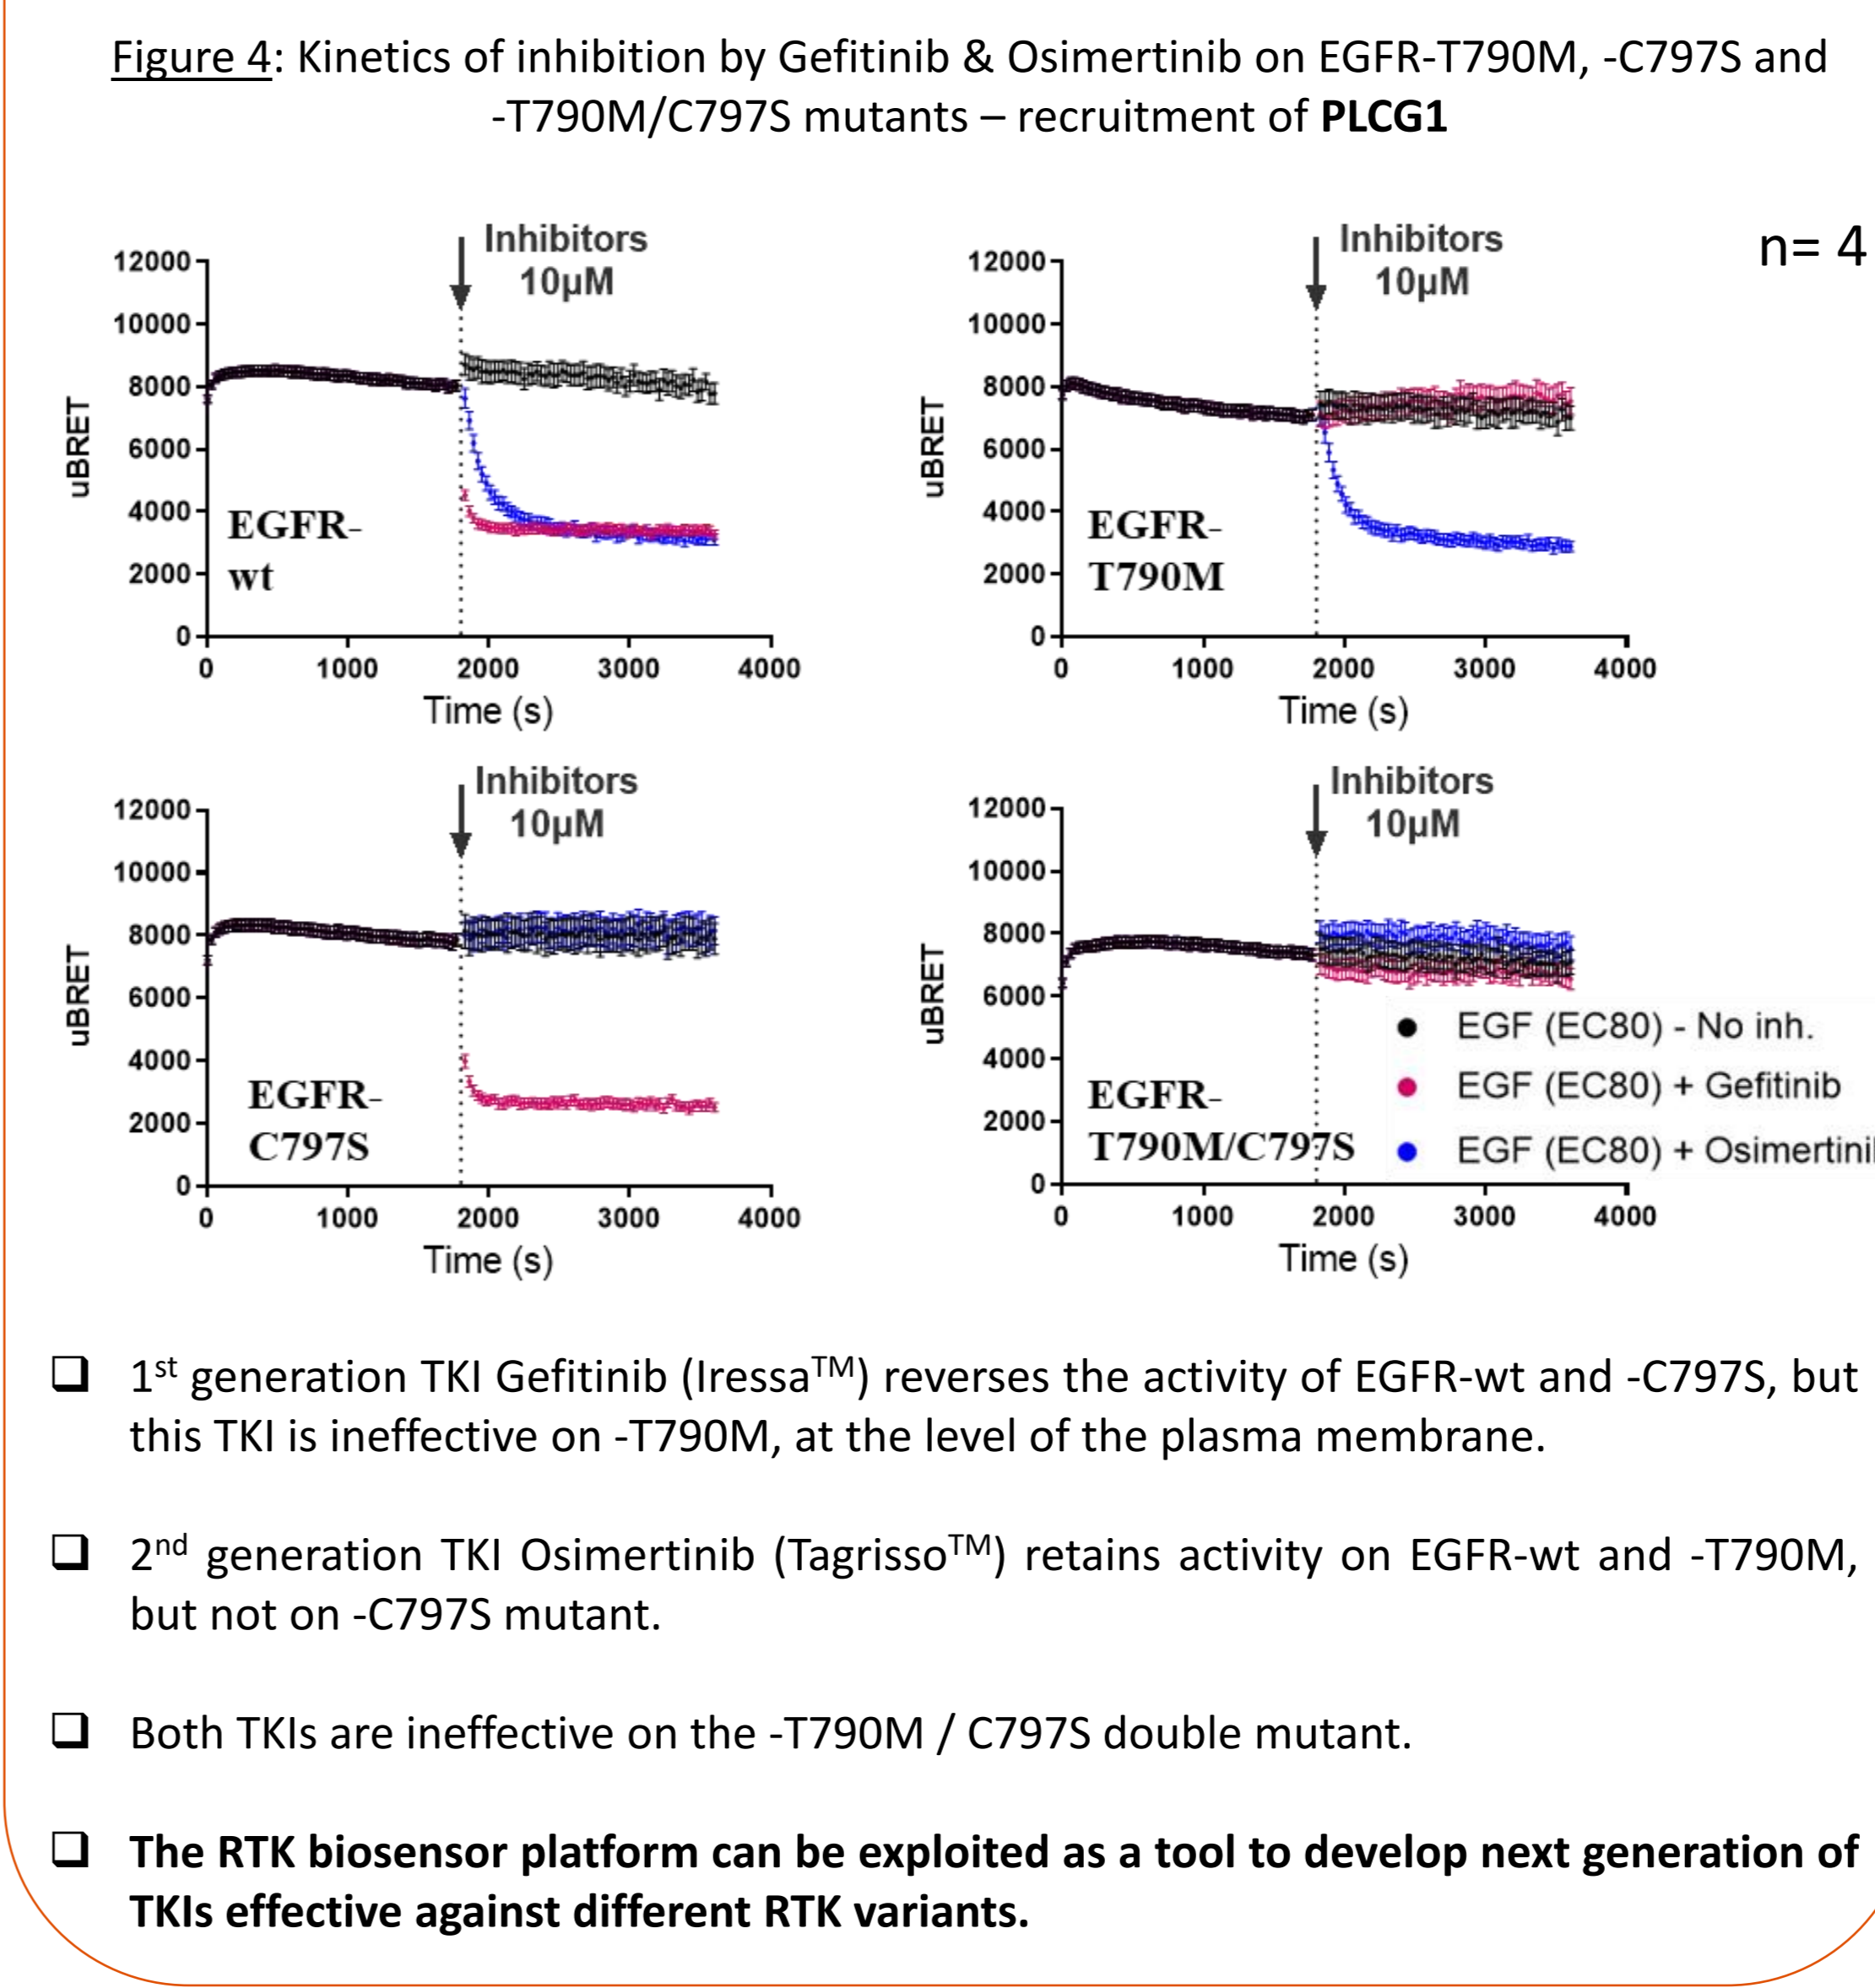 Figure 4: Kinetics of inhibition by Gefitinib & Osimertinib on EGFR-T790M, -C797S and
-T790M/C797S mutants – recruitment of PLCG1
n= 4
Inhibitors
10µM
12000
10000
8000
6000
4000
2000
0
uBRET
EGFR-
wt
0 1000 2000 3000 4000
Time (s)
Inhibitors
10µM
12000
10000
8000
6000
4000
2000
0
uBRET
EGFR-
T790M
0 1000 2000 3000 4000
Time (s)
Inhibitors
10µM
12000
10000
8000
6000
4000
2000
0
uBRET
EGFR-
C797S
0 1000 2000 3000 4000
Time (s)
Inhibitors
10µM
12000
10000
8000
6000
4000
2000
0
uBRET
EGFR-
T790M/C797S
EGF (EC80) - No inh.
EGF (EC80) + Gefitinib
EGF (EC80) + Osimertini
0 1000 2000 3000 4000
Time (s)
1st generation TKI Gefitinib (Iressa™) reverses the activity of EGFR-wt and -C797S, but
this TKI is ineffective on -T790M, at the level of the plasma membrane.
2nd generation TKI Osimertinib (Tagrisso™) retains activity on EGFR-wt and -T790M,
but not on -C797S mutant.
Both TKIs are ineffective on the -T790M / C797S double mutant.
The RTK biosensor platform can be exploited as a tool to develop next generation of
TKIs effective against different RTK variants.